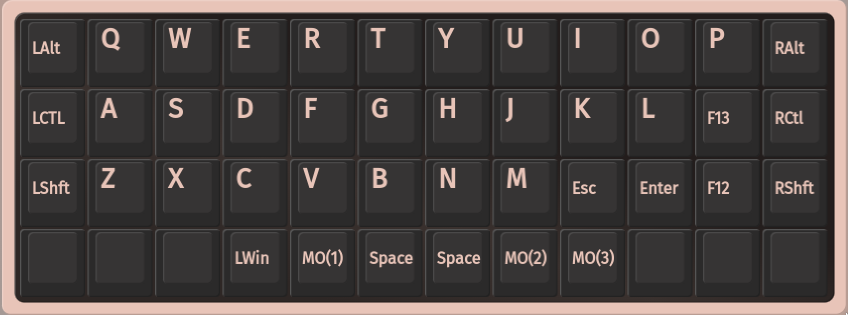 LAlt Q W E R T Y U I O P RAlt
LCTL A S D F G H J K L F13 RCtl
LShft Z X C V B N M Esc Enter F12 RShft
LWin MO(1) Space Space MO(2) MO(3)